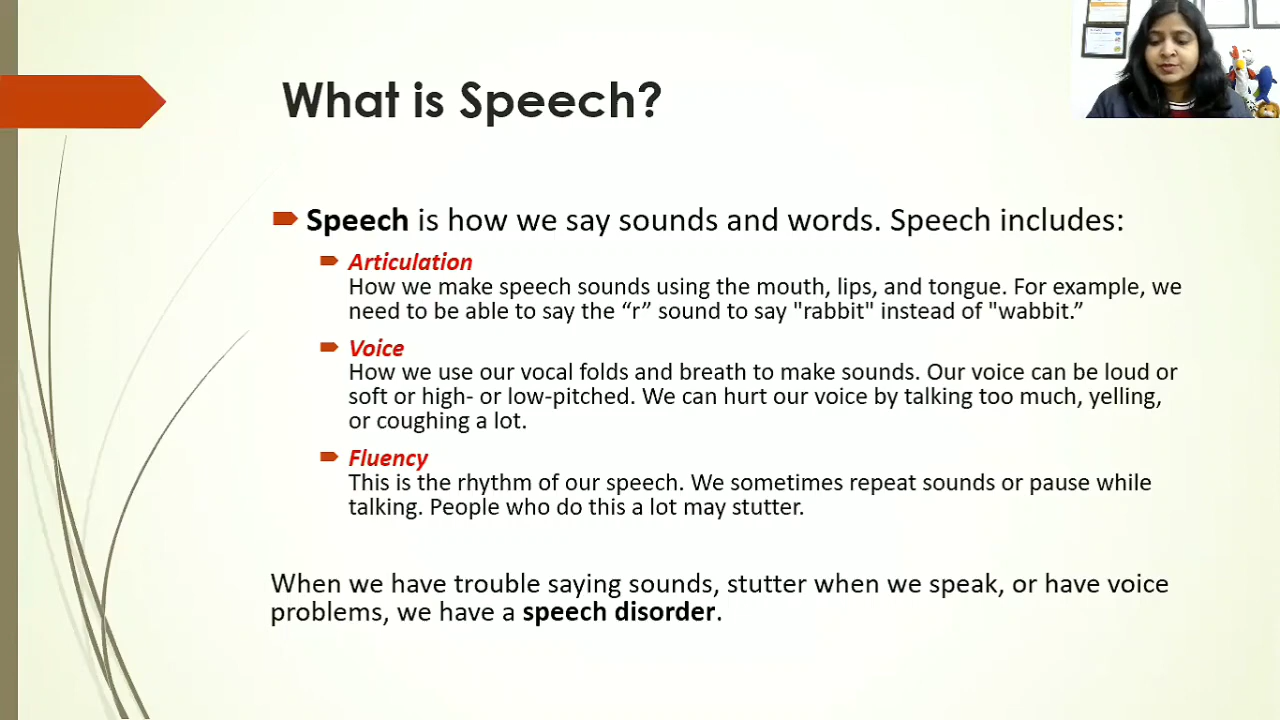 What is Speech?
Speech is how we say sounds and words. Speech includes:
Articulation
How we make speech sounds using the mouth, lips, and tongue. For example, we
need to be able to say the “r” sound to say "rabbit" instead of "wabbit.”
Voice
How we use our vocal folds and breath to make sounds. Our voice can be loud or
soft or high- or low-pitched. We can hurt our voice by talking too much, yelling,
or coughing a lot.
Fluency
This is the rhythm of our speech. We sometimes repeat sounds or pause while
talking. People who do this a lot may stutter.
When we have trouble saying sounds, stutter when we speak, or have voice
problems, we have a speech disorder.